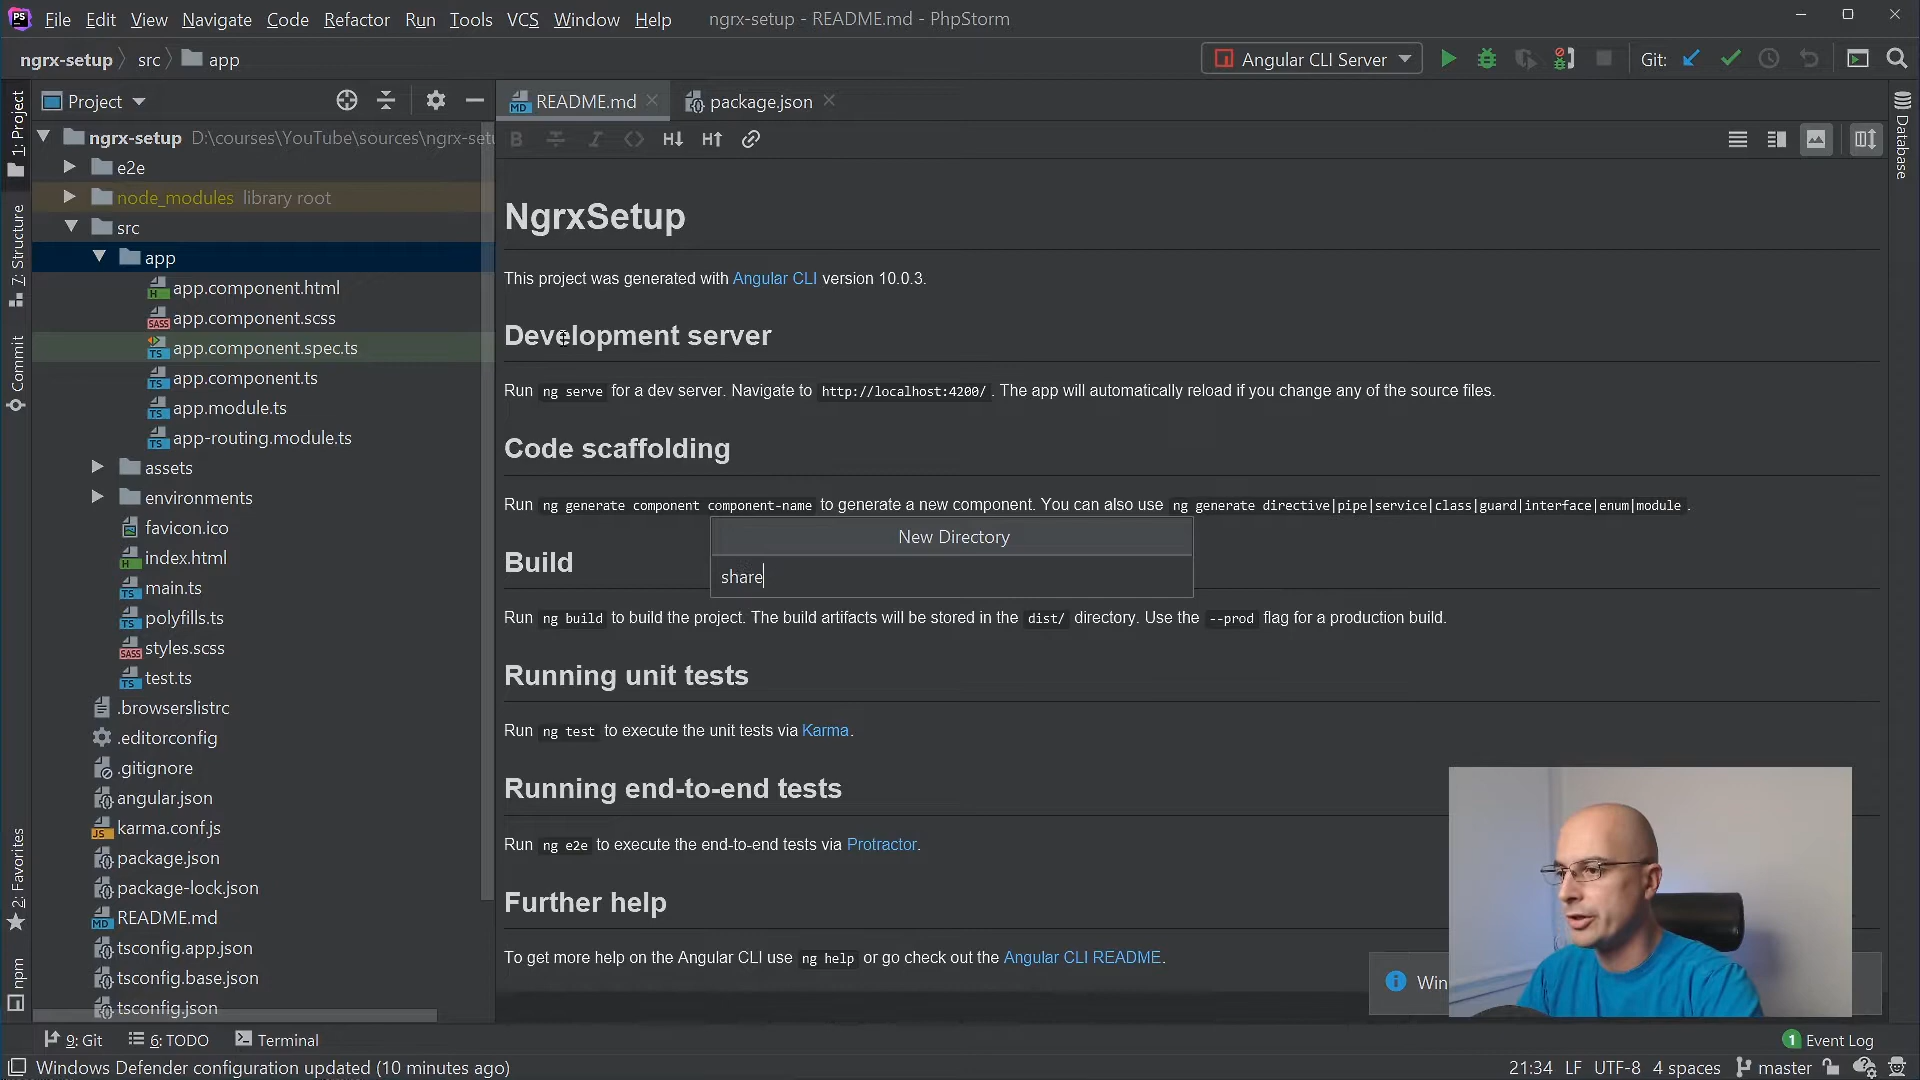 PS File Edit View Navigate Code Refactor Run Tools VCS Window Help ngrx-setup - README.md - PhpStorm
ngrx-setup src app Angular CLI Server Git:
Project README.md package.json
1: Project
7: Structure
Commit
2: Favorites
npm
Database
ngrx-setup D:\courses\YouTube\sources\ngrx-setu
e2e
node_modules library root
src
app
app.component.html
app.component.scss
app.component.spec.ts
app.component.ts
app.module.ts
app-routing.module.ts
assets
environments
favicon.ico
index.html
main.ts
polyfills.ts
styles.scss
test.ts
.browserslistrc
.editorconfig
.gitignore
angular.json
karma.conf.js
package.json
package-lock.json
README.md
tsconfig.app.json
tsconfig.base.json
tsconfig.json
NgrxSetup
This project was generated with Angular CLI version 10.0.3.
Development server
Run ng serve for a dev server. Navigate to http://localhost:4200/ . The app will automatically reload if you change any of the source files.
Code scaffolding
Run ng generate component component-name to generate a new component. You can also use ng generate directive|pipe|service|class|guard|interface|enum|module .
New Directory
share
Build
Run ng build to build the project. The build artifacts will be stored in the dist/ directory. Use the --prod flag for a production build.
Running unit tests
Run ng test to execute the unit tests via Karma.
Running end-to-end tests
Run ng e2e to execute the end-to-end tests via Protractor.
Further help
To get more help on the Angular CLI use ng help or go check out the Angular CLI README.
Win
9: Git 6: TODO Terminal 1 Event Log
Windows Defender configuration updated (10 minutes ago) 21:34 LF UTF-8 4 spaces master